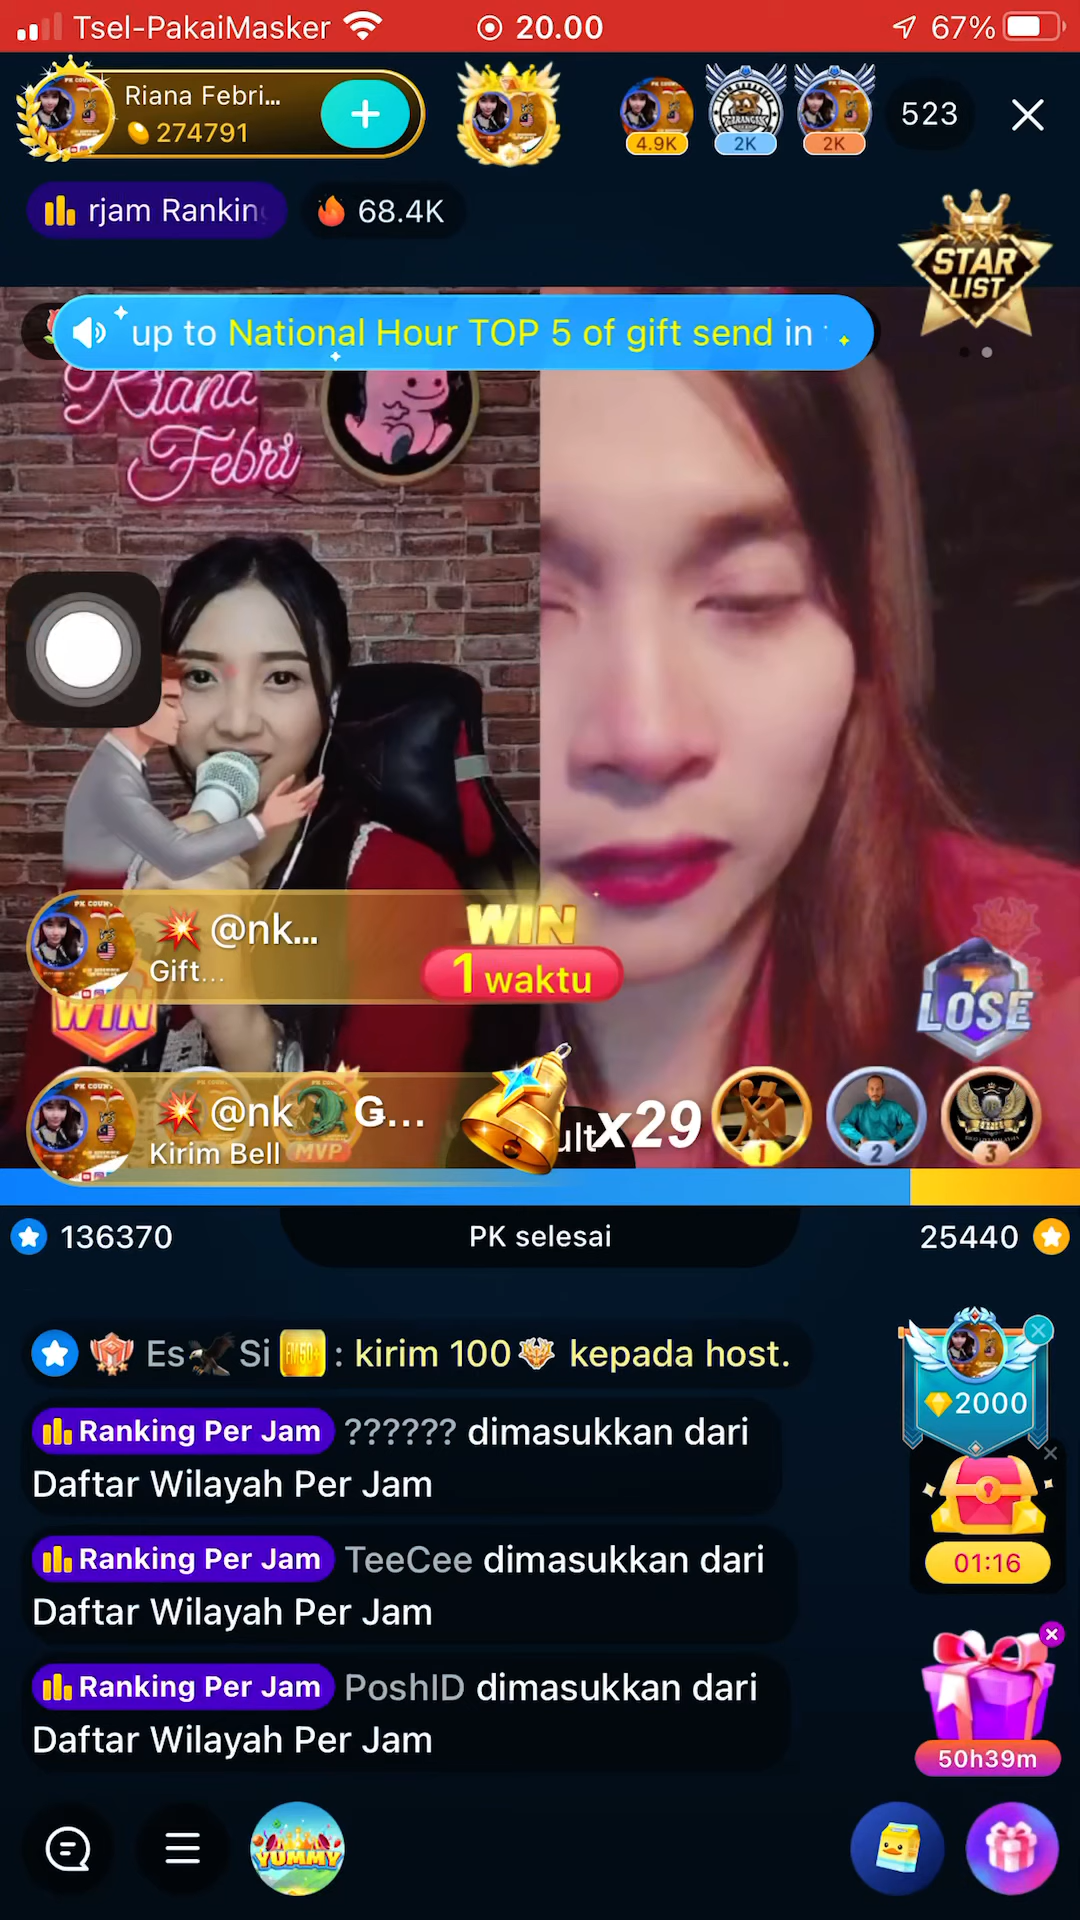 Tsel-PakaiMasker
20.00
67%
Riana Febri...
274791
4.9K
2K
2K
523
rjam Ranking
68.4K
STAR
LIST
up to National Hour TOP 5 of gift send in
Riana
Febri
💥 @nk...
Gift...
WIN
1 waktu
WIN
LOSE
💥 @nk🐊 G...
Kirim Bell
MVP
ult
x29
1
2
3
136370
PK selesai
25440
Es🦅Si FM50+ : kirim 100 kepada host.
Ranking Per Jam ?????? dimasukkan dari
Daftar Wilayah Per Jam
Ranking Per Jam TeeCee dimasukkan dari
Daftar Wilayah Per Jam
Ranking Per Jam PoshID dimasukkan dari
Daftar Wilayah Per Jam
2000
01:16
50h39m
YUMMY